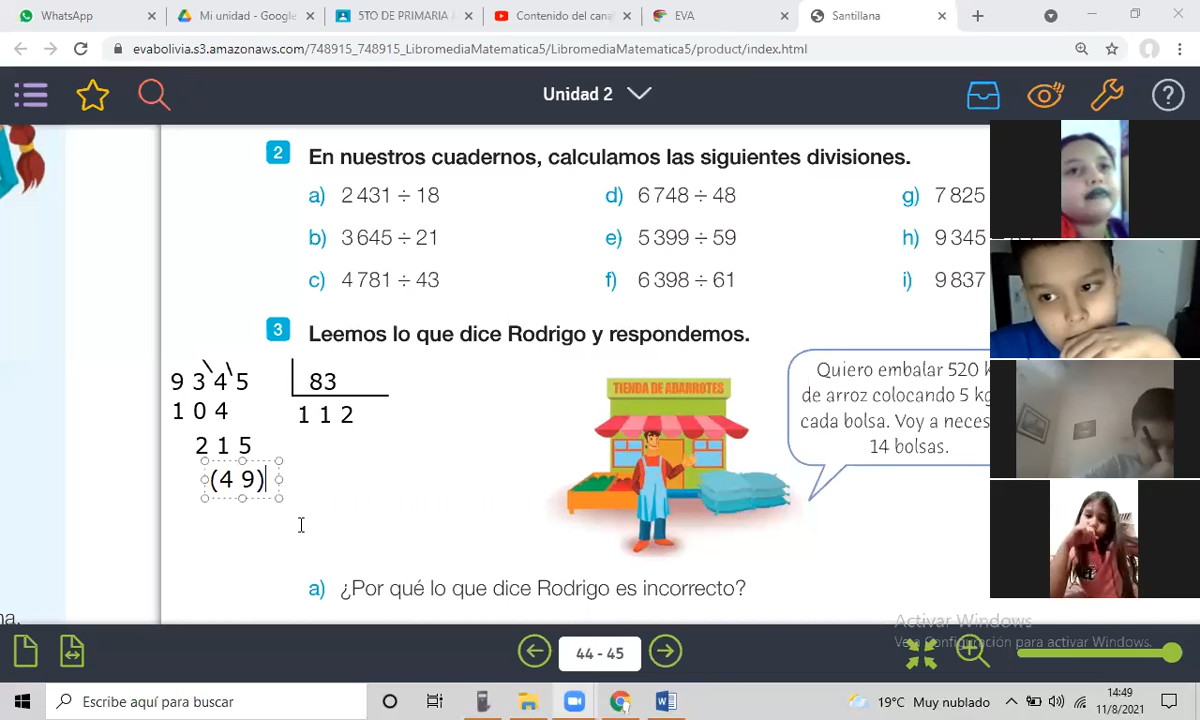 WhatsApp
Mi unidad - Google
5TO DE PRIMARIA
Contenido del cana
EVA
Santillana
evabolivia.s3.amazonaws.com/748915_748915_LibromediaMatematica5/LibromediaMatematica5/product/index.html
Unidad 2
2 En nuestros cuadernos, calculamos las siguientes divisiones.
a) 2 431 ÷ 18 d) 6 748 ÷ 48 g) 7 825
b) 3 645 ÷ 21 e) 5 399 ÷ 59 h) 9 345
c) 4 781 ÷ 43 f) 6 398 ÷ 61 i) 9 837
3 Leemos lo que dice Rodrigo y respondemos.
9 3 4 5 83
1 0 4 1 1 2
2 1 5
(4 9)
TIENDA DE ABARROTES
Quiero embalar 520 k
de arroz colocando 5 kg
cada bolsa. Voy a neces
14 bolsas.
a) ¿Por qué lo que dice Rodrigo es incorrecto?
na.
Activar Windows
Ve a Configuración para activar Windows.
44 - 45
Escribe aquí para buscar
19°C Muy nublado
14:49
11/8/2021